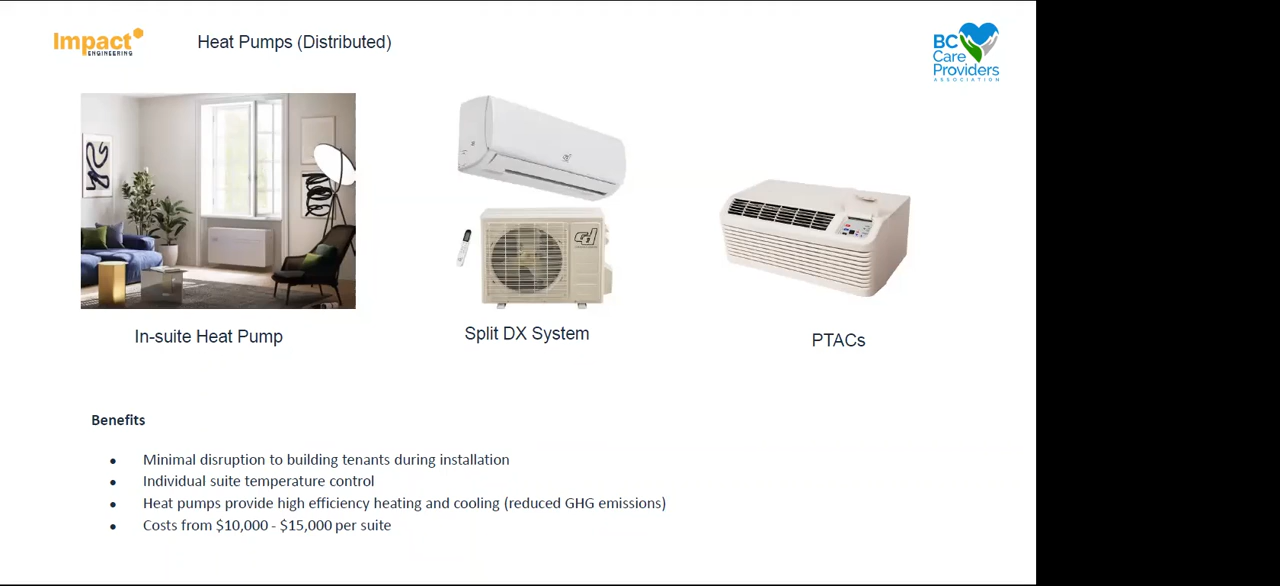 Impact
ENGINEERING
Heat Pumps (Distributed)
BC
Care
Providers
ASSOCIATION
In-suite Heat Pump
Split DX System
PTACs
Benefits
• Minimal disruption to building tenants during installation
• Individual suite temperature control
• Heat pumps provide high efficiency heating and cooling (reduced GHG emissions)
• Costs from $10,000 - $15,000 per suite